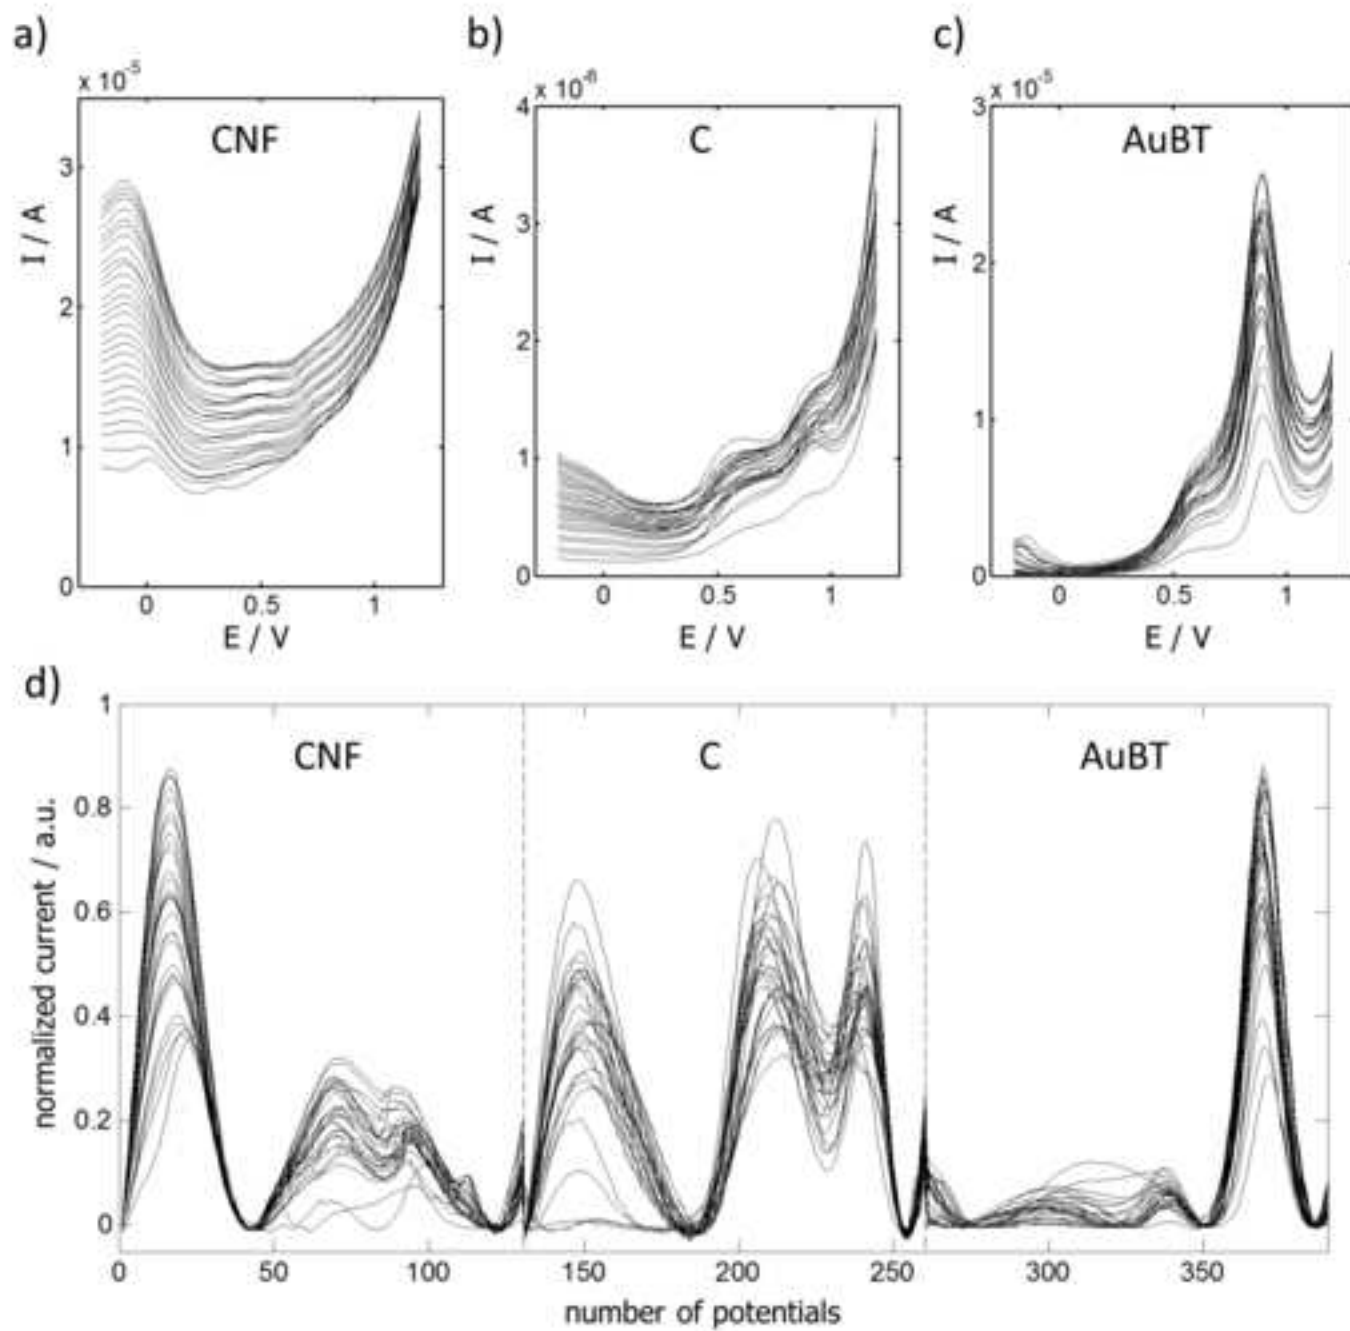 a)
x 10⁻⁵
CNF
3
2
1
0
I / A
0 0.5 1
E / V
b)
x 10⁻⁶
C
4
3
2
1
0
I / A
0 0.5 1
E / V
c)
x 10⁻⁵
AuBT
3
2
1
0
I / A
0 0.5 1
E / V
d)
CNF C AuBT
1
0.8
0.6
0.4
0.2
0
normalized current / a.u.
0 50 100 150 200 250 300 350
number of potentials